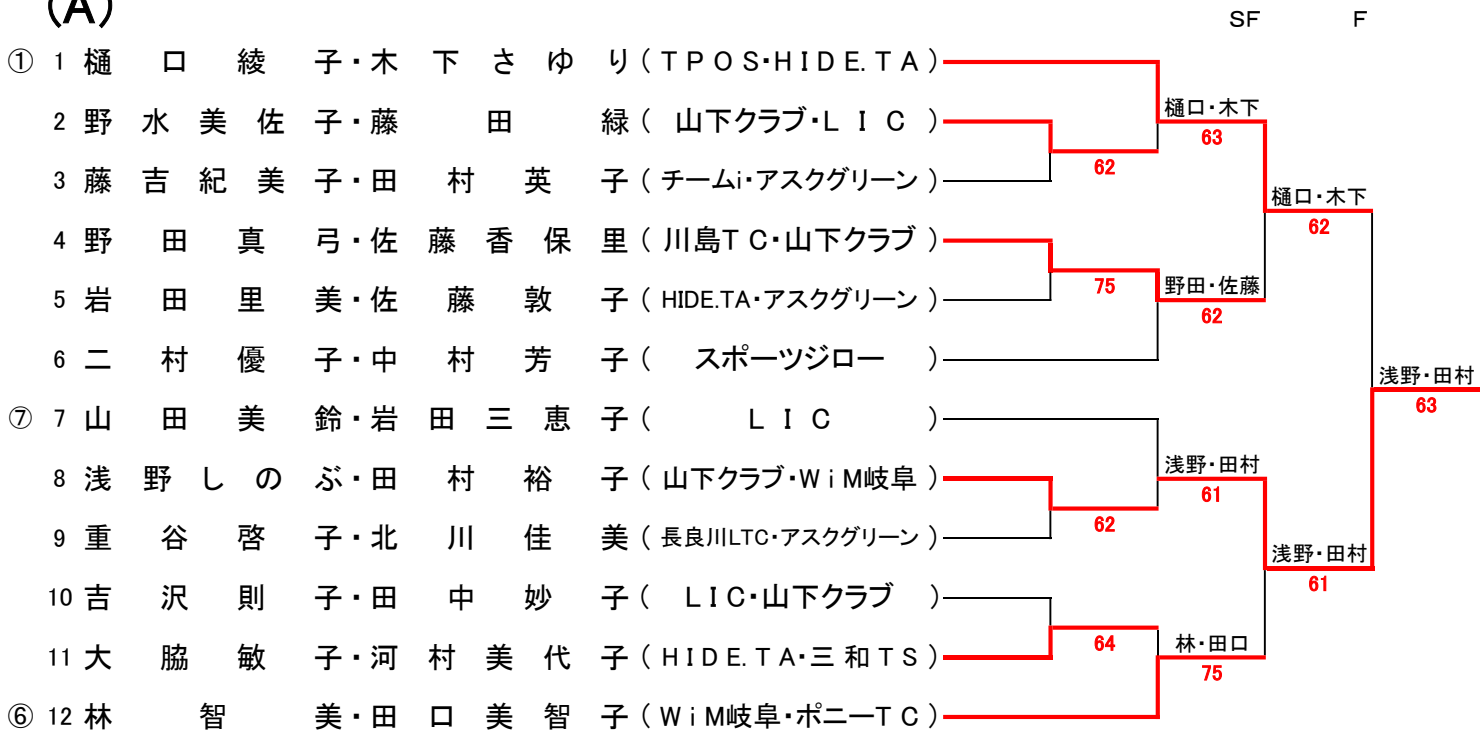 (A)
SF F
① 1 樋口綾子・木下さゆり(TPOS・HIDE.TA)
樋口・木下
2 野水美佐子・藤田緑(山下クラブ・LIC)
63
62
3 藤吉紀美子・田村英子(チームi・アスクグリーン)
樋口・木下
62
4 野田真弓・佐藤香保里(川島TC・山下クラブ)
75
野田・佐藤
5 岩田里美・佐藤敦子(HIDE.TA・アスクグリーン)
62
6 二村優子・中村芳子(スポーツジロー)
浅野・田村
63
⑦ 7 山田美鈴・岩田三恵子(LIC)
浅野・田村
8 浅野しのぶ・田村裕子(山下クラブ・WiM岐阜)
61
62
9 重谷啓子・北川佳美(長良川LTC・アスクグリーン)
浅野・田村
61
10 吉沢則子・田中妙子(LIC・山下クラブ)
64
林・田口
11 大脇敏子・河村美代子(HIDE.TA・三和TS)
75
⑥ 12 林智美・田口美智子(WiM岐阜・ポニーTC)